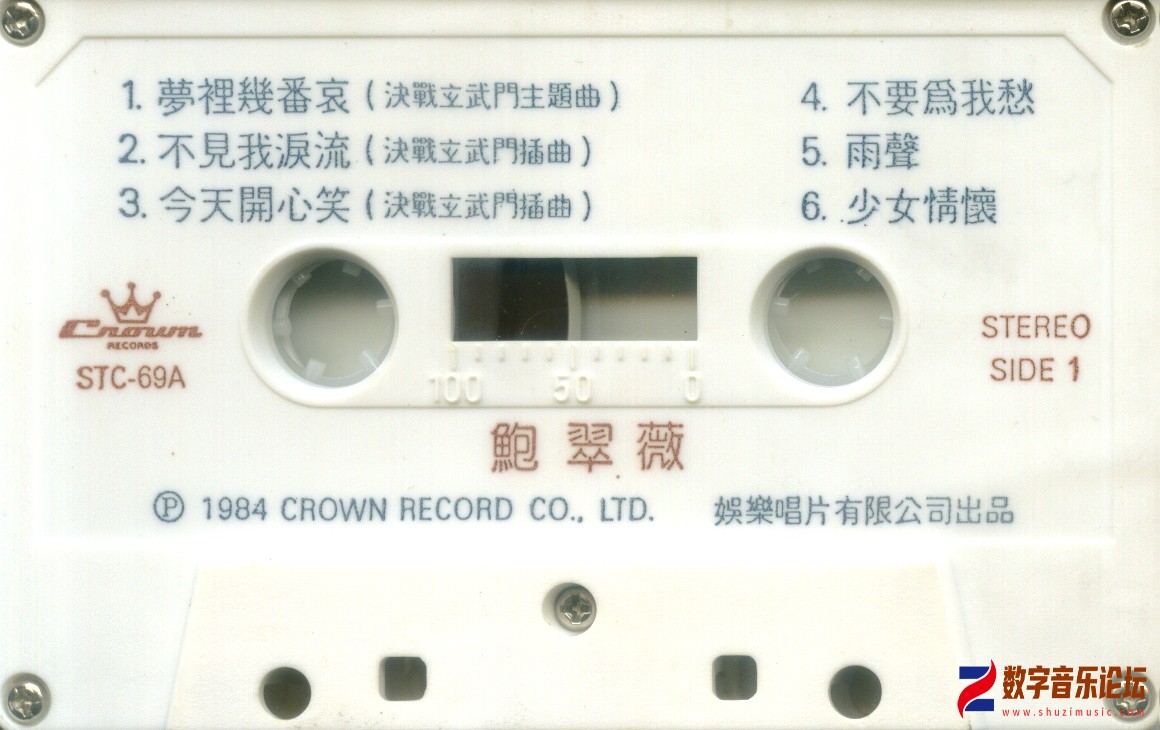 1. 夢裡幾番哀（決戰玄武門主題曲）
2. 不見我淚流（決戰玄武門插曲）
3. 今天開心笑（決戰玄武門插曲）
4. 不要為我愁
5. 雨聲
6. 少女情懷
Crown
RECORDS
STC-69A
STEREO
SIDE 1
100 50 0
鮑翠薇
Ⓟ 1984 CROWN RECORD CO., LTD. 娛樂唱片有限公司出品
数字音乐论坛
www.shuzimusic.com